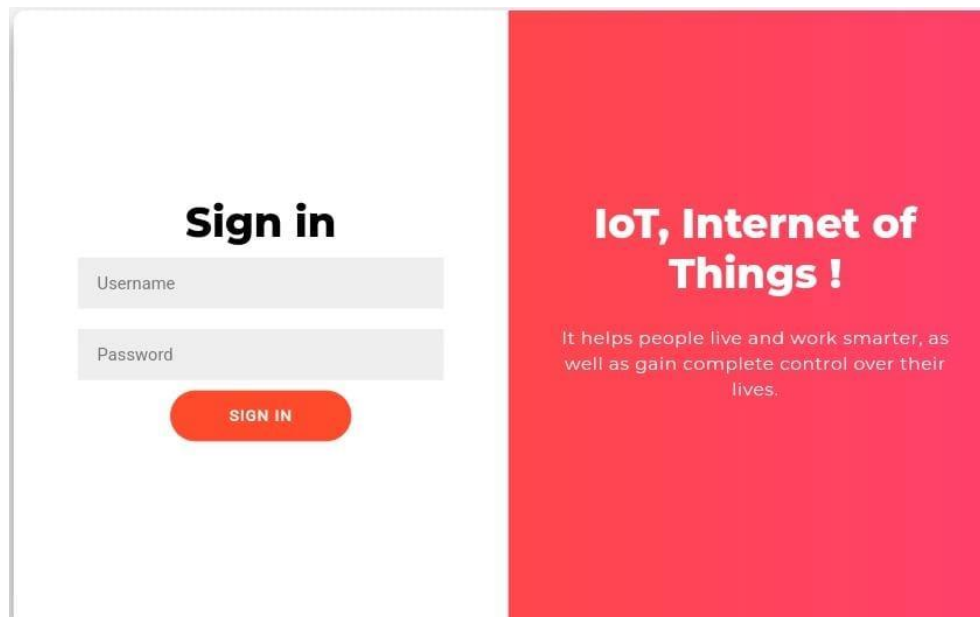 Sign in
Username
Password
SIGN IN
IoT, Internet of
Things !
It helps people live and work smarter, as
well as gain complete control over their
lives.